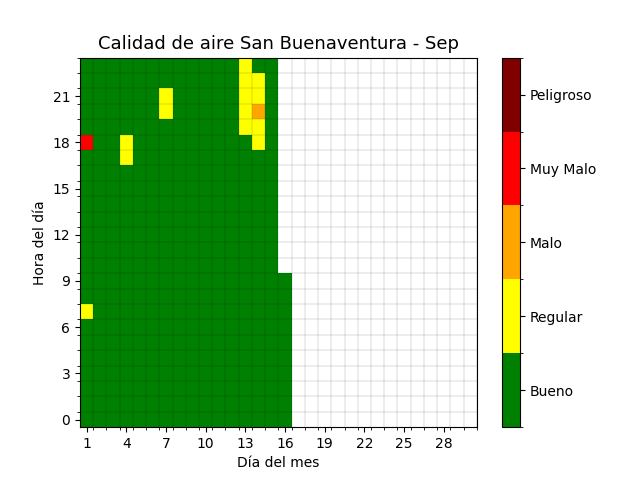 Calidad de aire San Buenaventura - Sep
Hora del día
21
18
15
12
9
6
3
0
1 4 7 10 13 16 19 22 25 28
Día del mes
Peligroso
Muy Malo
Malo
Regular
Bueno